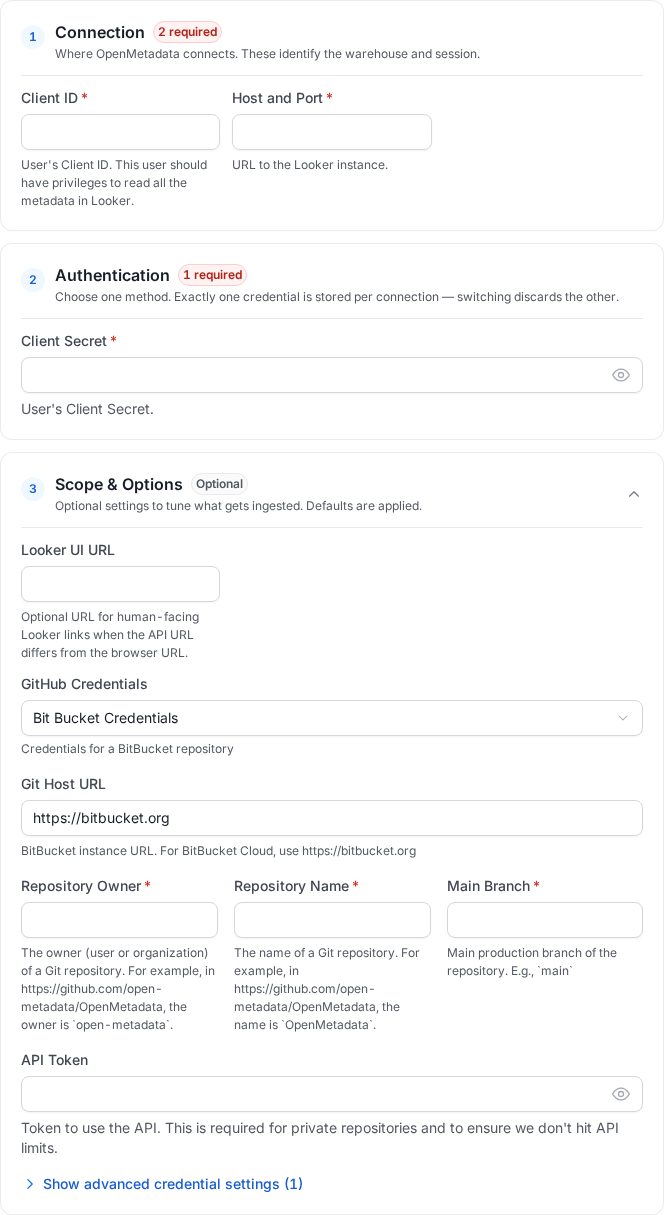 1 Connection 2 required
Where OpenMetadata connects. These identify the warehouse and session.
Client ID * Host and Port *
User's Client ID. This user should URL to the Looker instance.
have privileges to read all the
metadata in Looker.
2 Authentication 1 required
Choose one method. Exactly one credential is stored per connection — switching discards the other.
Client Secret *
User's Client Secret.
3 Scope & Options Optional
Optional settings to tune what gets ingested. Defaults are applied.
Looker UI URL
Optional URL for human-facing
Looker links when the API URL
differs from the browser URL.
GitHub Credentials
Bit Bucket Credentials
Credentials for a BitBucket repository
Git Host URL
https://bitbucket.org
BitBucket instance URL. For BitBucket Cloud, use https://bitbucket.org
Repository Owner * Repository Name * Main Branch *
The owner (user or organization) The name of a Git repository. For Main production branch of the
of a Git repository. For example, in example, in repository. E.g., `main`
https://github.com/open- https://github.com/open-
metadata/OpenMetadata, the metadata/OpenMetadata, the
owner is `open-metadata`. name is `OpenMetadata`.
API Token
Token to use the API. This is required for private repositories and to ensure we don't hit API
limits.
Show advanced credential settings (1)